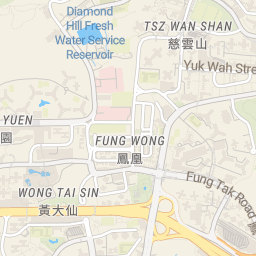 Diamond
Hill Fresh
Water Service
Reservoir
TSZ WAN SHAN
慈雲山
Yuk Wah Stre
YUEN
園
FUNG WONG
鳳凰
WONG TAI SIN
黃大仙
Fung Tak Road 鳳